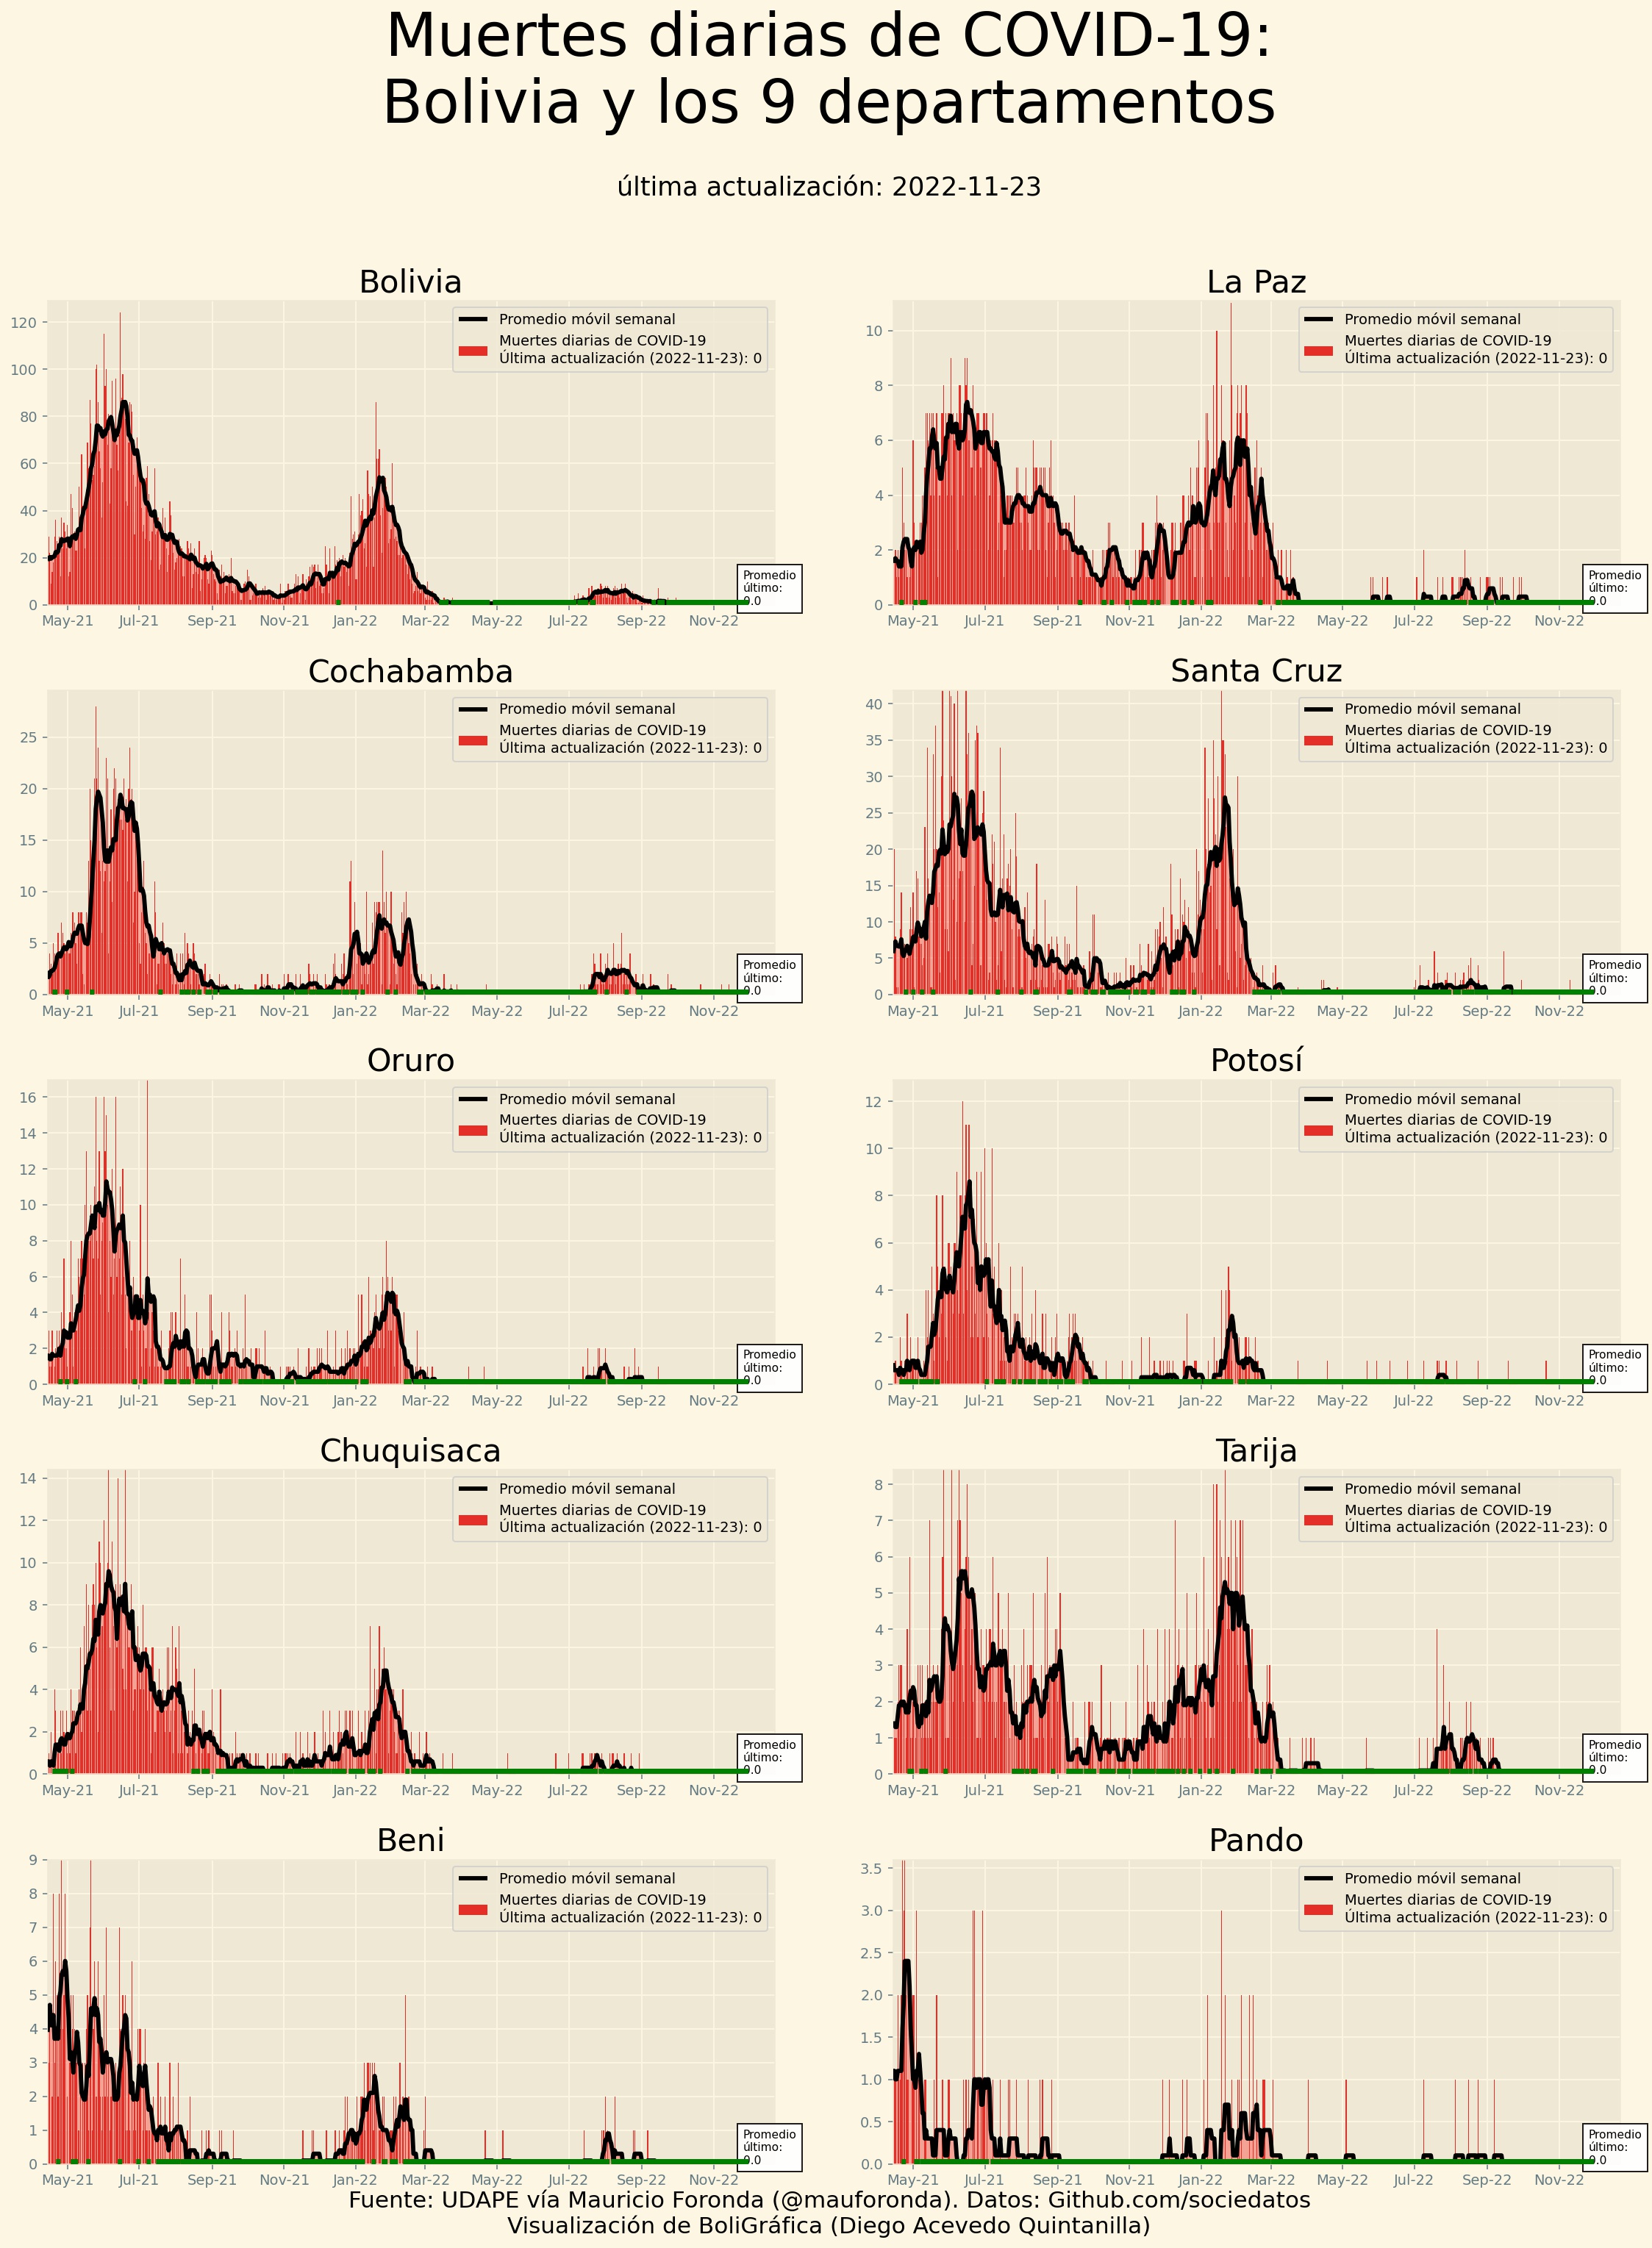 Muertes diarias de COVID-19:
Bolivia y los 9 departamentos
última actualización: 2022-11-23
Bolivia
120
100
80
60
40
20
0
Promedio móvil semanal
Muertes diarias de COVID-19
Última actualización (2022-11-23): 0
Promedio
último:
0.0
May-21 Jul-21 Sep-21 Nov-21 Jan-22 Mar-22 May-22 Jul-22 Sep-22 Nov-22
La Paz
10
8
6
4
2
0
Promedio móvil semanal
Muertes diarias de COVID-19
Última actualización (2022-11-23): 0
Promedio
último:
0.0
May-21 Jul-21 Sep-21 Nov-21 Jan-22 Mar-22 May-22 Jul-22 Sep-22 Nov-22
Cochabamba
25
20
15
10
5
0
Promedio móvil semanal
Muertes diarias de COVID-19
Última actualización (2022-11-23): 0
Promedio
último:
0.0
May-21 Jul-21 Sep-21 Nov-21 Jan-22 Mar-22 May-22 Jul-22 Sep-22 Nov-22
Santa Cruz
40
35
30
25
20
15
10
5
0
Promedio móvil semanal
Muertes diarias de COVID-19
Última actualización (2022-11-23): 0
Promedio
último:
0.0
May-21 Jul-21 Sep-21 Nov-21 Jan-22 Mar-22 May-22 Jul-22 Sep-22 Nov-22
Oruro
16
14
12
10
8
6
4
2
0
Promedio móvil semanal
Muertes diarias de COVID-19
Última actualización (2022-11-23): 0
Promedio
último:
0.0
May-21 Jul-21 Sep-21 Nov-21 Jan-22 Mar-22 May-22 Jul-22 Sep-22 Nov-22
Potosí
12
10
8
6
4
2
0
Promedio móvil semanal
Muertes diarias de COVID-19
Última actualización (2022-11-23): 0
Promedio
último:
0.0
May-21 Jul-21 Sep-21 Nov-21 Jan-22 Mar-22 May-22 Jul-22 Sep-22 Nov-22
Chuquisaca
14
12
10
8
6
4
2
0
Promedio móvil semanal
Muertes diarias de COVID-19
Última actualización (2022-11-23): 0
Promedio
último:
0.0
May-21 Jul-21 Sep-21 Nov-21 Jan-22 Mar-22 May-22 Jul-22 Sep-22 Nov-22
Tarija
8
7
6
5
4
3
2
1
0
Promedio móvil semanal
Muertes diarias de COVID-19
Última actualización (2022-11-23): 0
Promedio
último:
0.0
May-21 Jul-21 Sep-21 Nov-21 Jan-22 Mar-22 May-22 Jul-22 Sep-22 Nov-22
Beni
9
8
7
6
5
4
3
2
1
0
Promedio móvil semanal
Muertes diarias de COVID-19
Última actualización (2022-11-23): 0
Promedio
último:
0.0
May-21 Jul-21 Sep-21 Nov-21 Jan-22 Mar-22 May-22 Jul-22 Sep-22 Nov-22
Pando
3.5
3.0
2.5
2.0
1.5
1.0
0.5
0.0
Promedio móvil semanal
Muertes diarias de COVID-19
Última actualización (2022-11-23): 0
Promedio
último:
0.0
May-21 Jul-21 Sep-21 Nov-21 Jan-22 Mar-22 May-22 Jul-22 Sep-22 Nov-22
Fuente: UDAPE vía Mauricio Foronda (@mauforonda). Datos: Github.com/sociedatos
Visualización de BoliGráfica (Diego Acevedo Quintanilla)